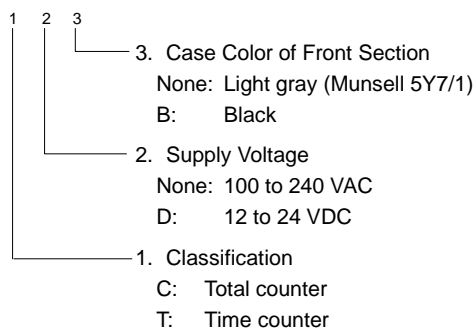 1 2 3
3. Case Color of Front Section
None: Light gray (Munsell 5Y7/1)
B: Black
2. Supply Voltage
None: 100 to 240 VAC
D: 12 to 24 VDC
1. Classification
C: Total counter
T: Time counter